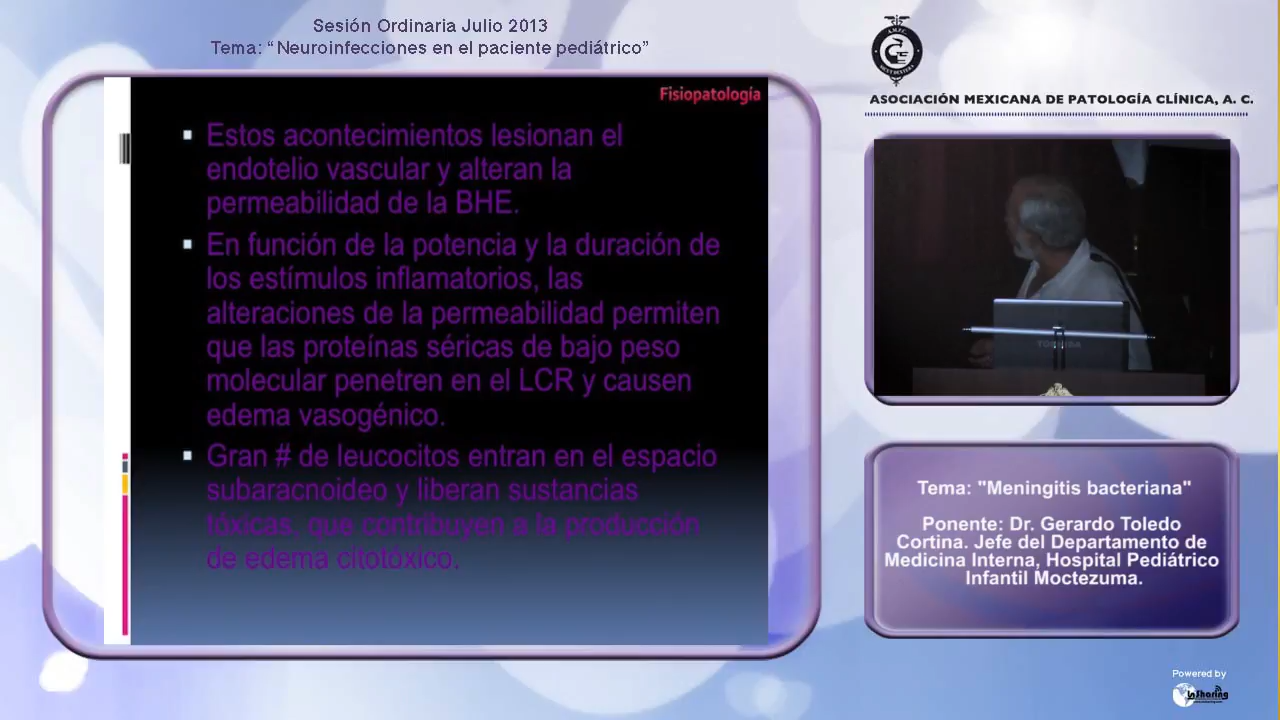 Sesión Ordinaria Julio 2013
Tema: “ Neuroinfecciones en el paciente pediátrico”
ASOCIACIÓN MEXICANA DE PATOLOGÍA CLÍNICA, A. C.
Fisiopatología
Estos acontecimientos lesionan el
endotelio vascular y alteran la
permeabilidad de la BHE.
En función de la potencia y la duración de
los estímulos inflamatorios, las
alteraciones de la permeabilidad permiten
que las proteínas séricas de bajo peso
molecular penetren en el LCR y causen
edema vasogénico.
Gran # de leucocitos entran en el espacio
subaracnoideo y liberan sustancias
tóxicas, que contribuyen a la producción
de edema citotóxico.
TOSHIBA
Tema: "Meningitis bacteriana"
Ponente: Dr. Gerardo Toledo
Cortina. Jefe del Departamento de
Medicina Interna, Hospital Pediátrico
Infantil Moctezuma.
Powered by
InSharing